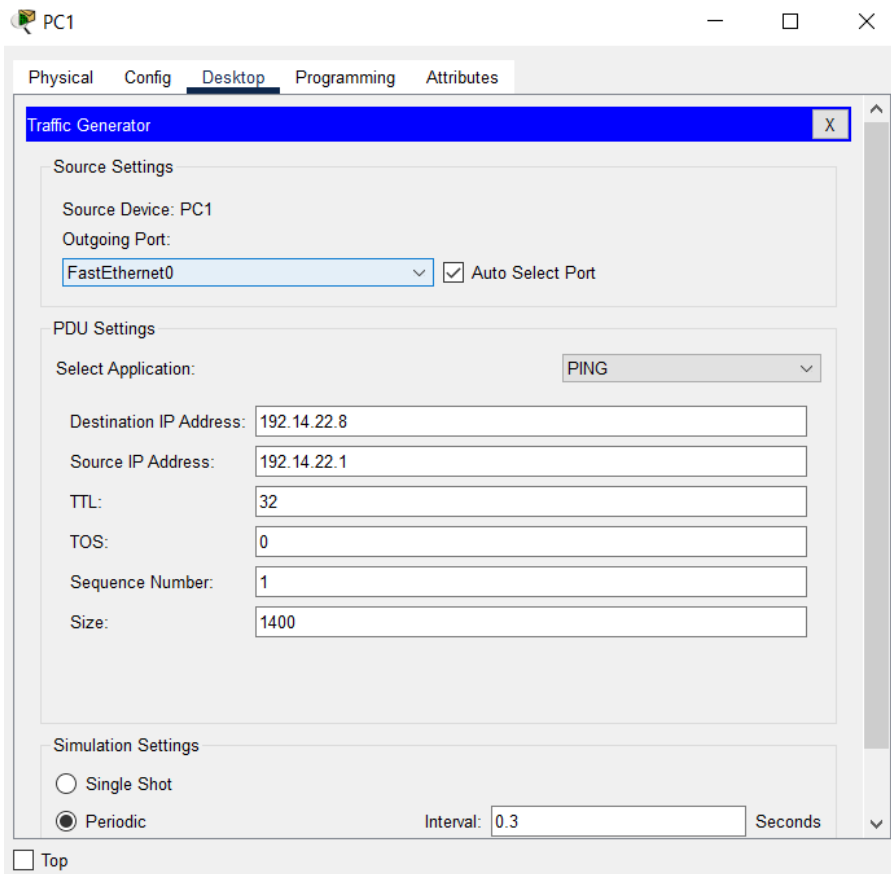 PC1
Physical Config Desktop Programming Attributes
Traffic Generator X
Source Settings
Source Device: PC1
Outgoing Port:
FastEthernet0 Auto Select Port
PDU Settings
Select Application: PING
Destination IP Address: 192.14.22.8
Source IP Address: 192.14.22.1
TTL: 32
TOS: 0
Sequence Number: 1
Size: 1400
Simulation Settings
Single Shot
Periodic Interval: 0.3 Seconds
Top